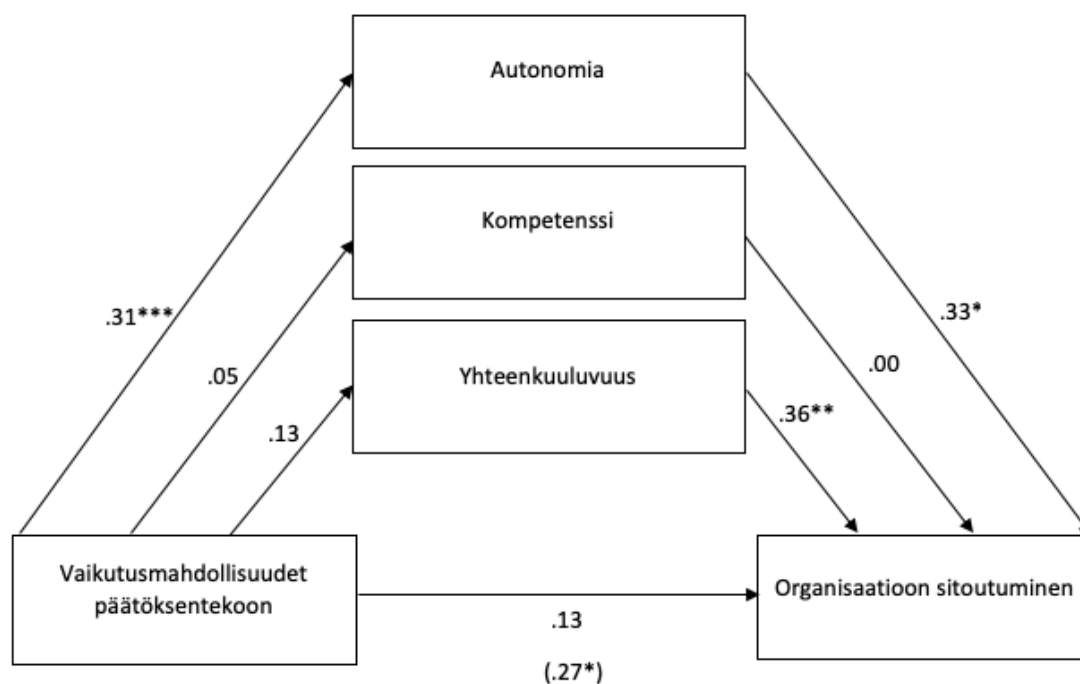 Autonomia
Kompetenssi
.31***
.33*
.05
.00
Yhteenkuuluvuus
.13
.36**
Vaikutusmahdollisuudet
päätöksentekoon
Organisaatioon sitoutuminen
.13
(.27*)